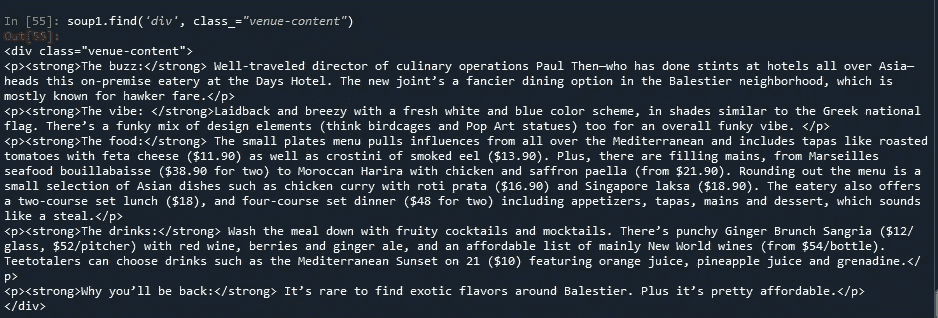 In [55]: soup1.find('div', class_="venue-content")
Out[55]:
<div class="venue-content">
<p><strong>The buzz:</strong> Well-traveled director of culinary operations Paul Then—who has done stints at hotels all over Asia—
heads this on-premise eatery at the Days Hotel. The new joint’s a fancier dining option in the Balestier neighborhood, which is
mostly known for hawker fare.</p>
<p><strong>The vibe: </strong>Laidback and breezy with a fresh white and blue color scheme, in shades similar to the Greek national
flag. There’s a funky mix of design elements (think birdcages and Pop Art statues) too for an overall funky vibe. </p>
<p><strong>The food:</strong> The small plates menu pulls influences from all over the Mediterranean and includes tapas like roasted
tomatoes with feta cheese ($11.90) as well as crostini of smoked eel ($13.90). Plus, there are filling mains, from Marseilles
seafood bouillabaisse ($38.90 for two) to Moroccan Harira with chicken and saffron paella (from $21.90). Rounding out the menu is a
small selection of Asian dishes such as chicken curry with roti prata ($16.90) and Singapore laksa ($18.90). The eatery also offers
a two-course set lunch ($18), and four-course set dinner ($48 for two) including appetizers, tapas, mains and dessert, which sounds
like a steal.</p>
<p><strong>The drinks:</strong> Wash the meal down with fruity cocktails and mocktails. There’s punchy Ginger Brunch Sangria ($12/
glass, $52/pitcher) with red wine, berries and ginger ale, and an affordable list of mainly New World wines (from $54/bottle).
Teetotalers can choose drinks such as the Mediterranean Sunset on 21 ($10) featuring orange juice, pineapple juice and grenadine.</
p>
<p><strong>Why you’ll be back:</strong> It’s rare to find exotic flavors around Balestier. Plus it’s pretty affordable.</p>
</div>